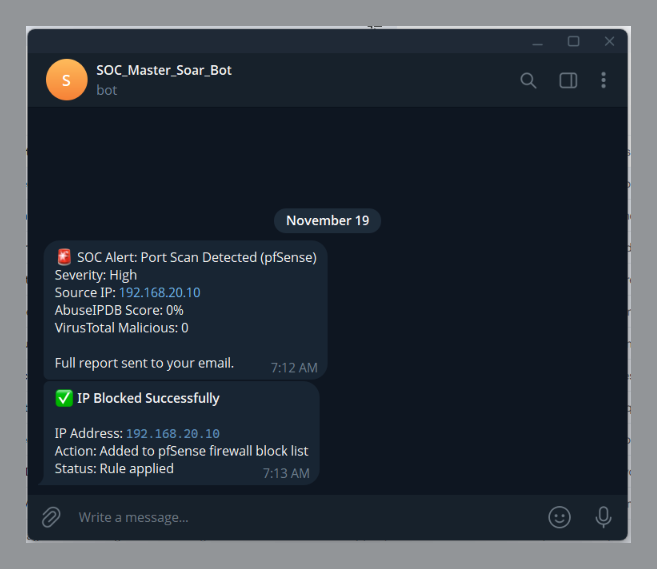 SOC_Master_Soar_Bot
S
bot
November 19
🚨 SOC Alert: Port Scan Detected (pfSense)
Severity: High
Source IP: 192.168.20.10
AbuseIPDB Score: 0%
VirusTotal Malicious: 0
Full report sent to your email.
7:12 AM
✅ IP Blocked Successfully
IP Address: 192.168.20.10
Action: Added to pfSense firewall block list
Status: Rule applied
7:13 AM
Write a message...